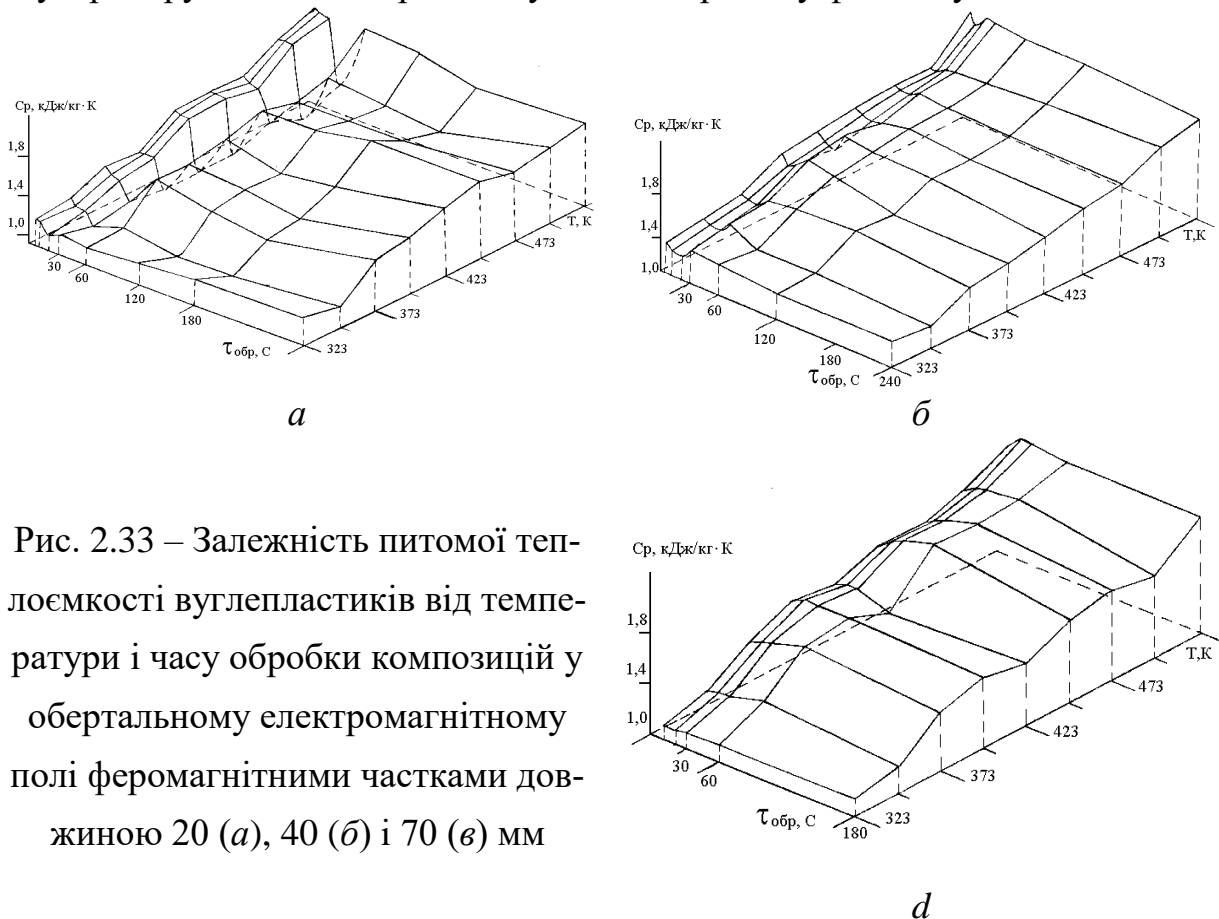 Ср, кДж/кг·К
1,8
1,4
1,0
30
60
120
180
τобр, С
323
373
423
473
Т, К
а
Ср, кДж/кг·К
1,8
1,4
1,0
30
60
120
180
240
τобр, С
323
373
423
473
Т,К
б
Рис. 2.33 – Залежність питомої теп-
лоємкості вуглепластиків від темпе-
ратури і часу обробки композицій у
обертальному електромагнітному
полі феромагнітними частками дов-
жиною 20 (а), 40 (б) і 70 (в) мм
Ср, кДж/кг·К
1,8
1,4
1,0
30
60
180
τобр, С
323
373
423
473
Т,К
d